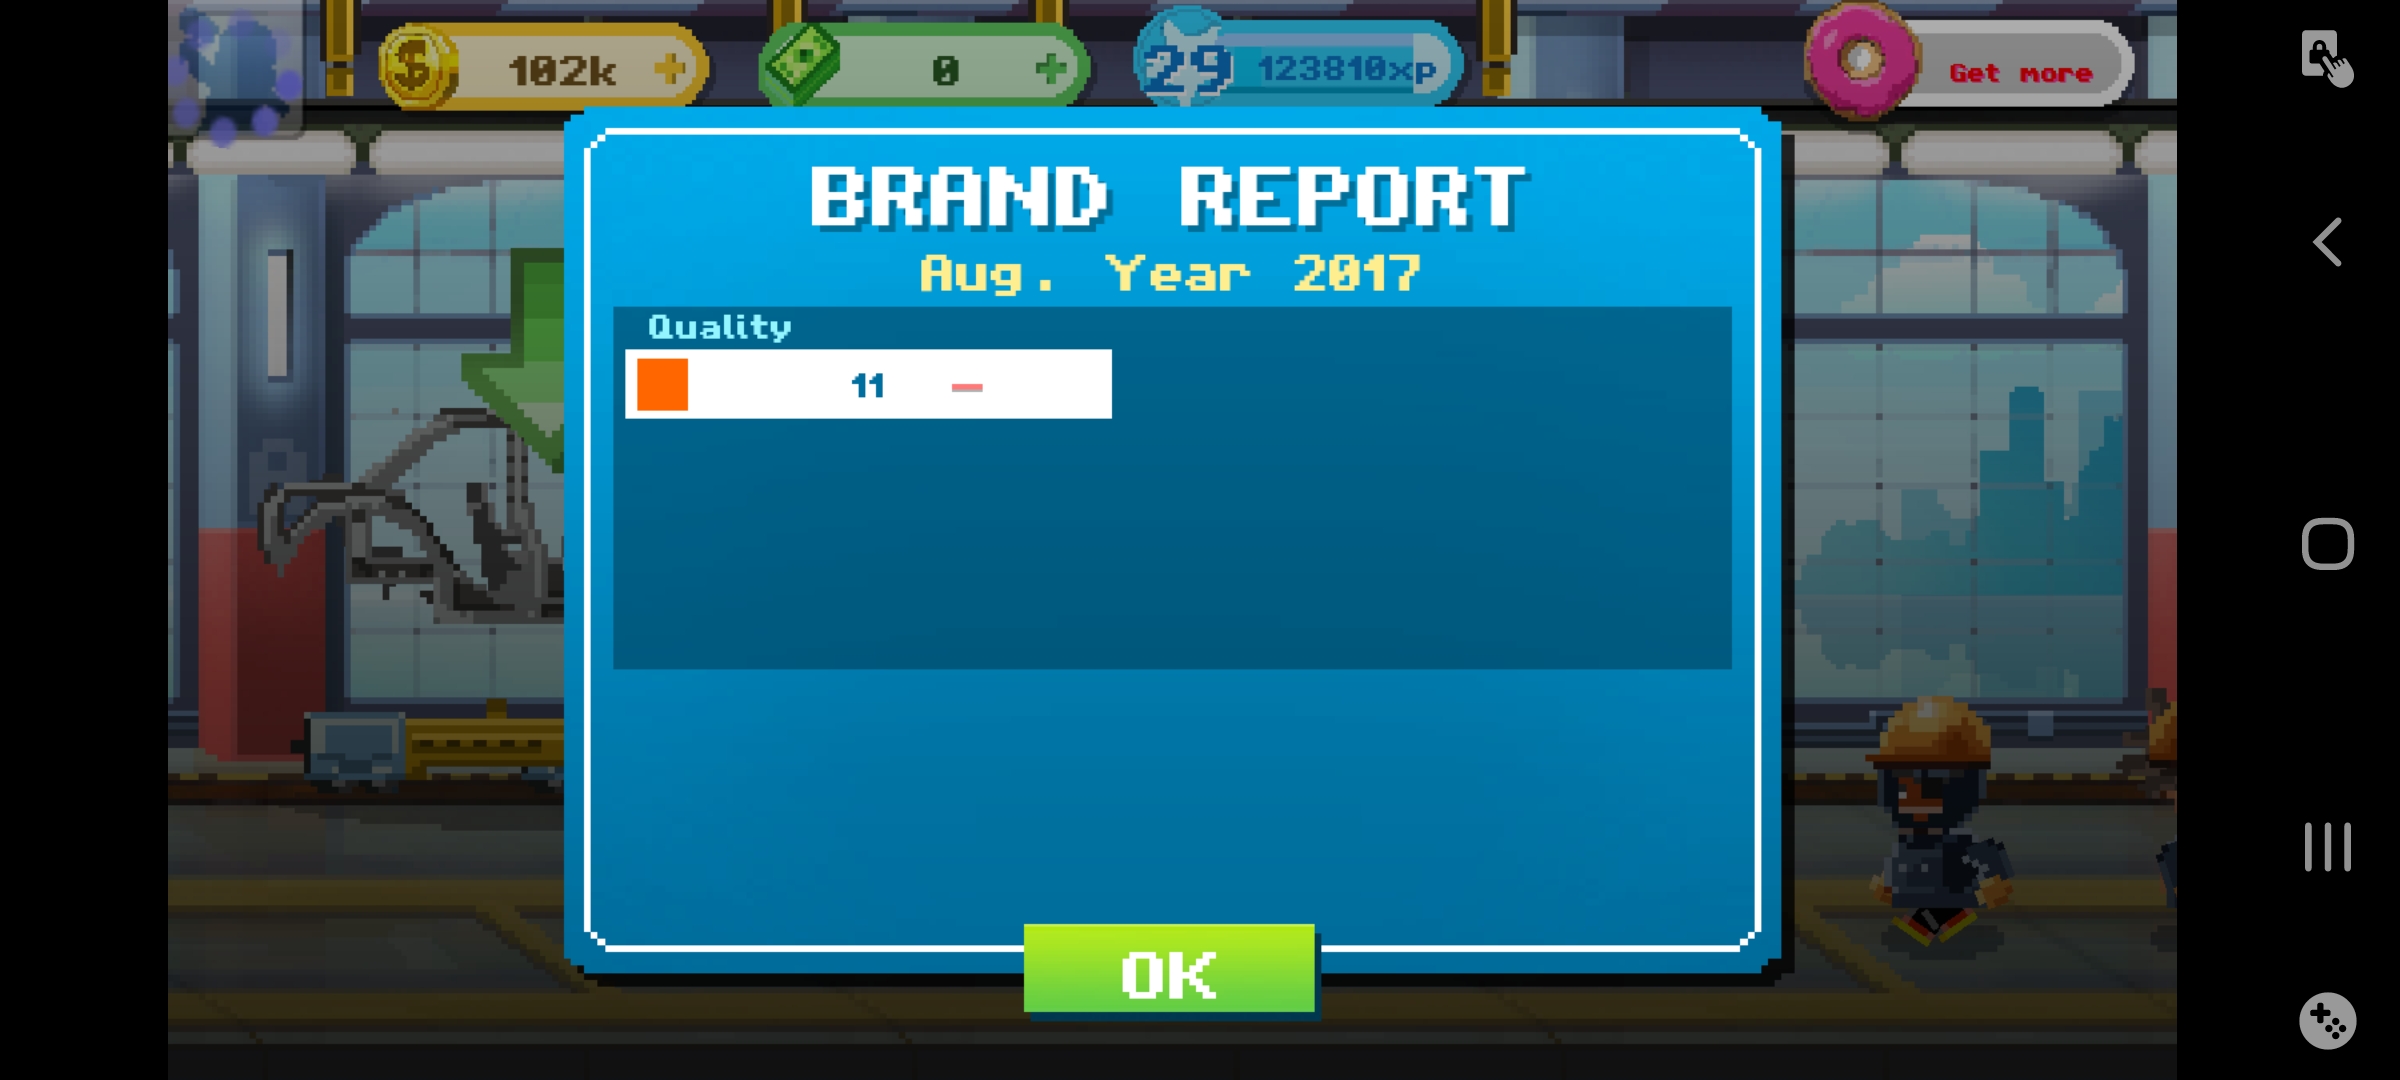 102k
0
29 123810xp
Get more
BRAND REPORT
Aug. Year 2017
Quality
11 -
OK